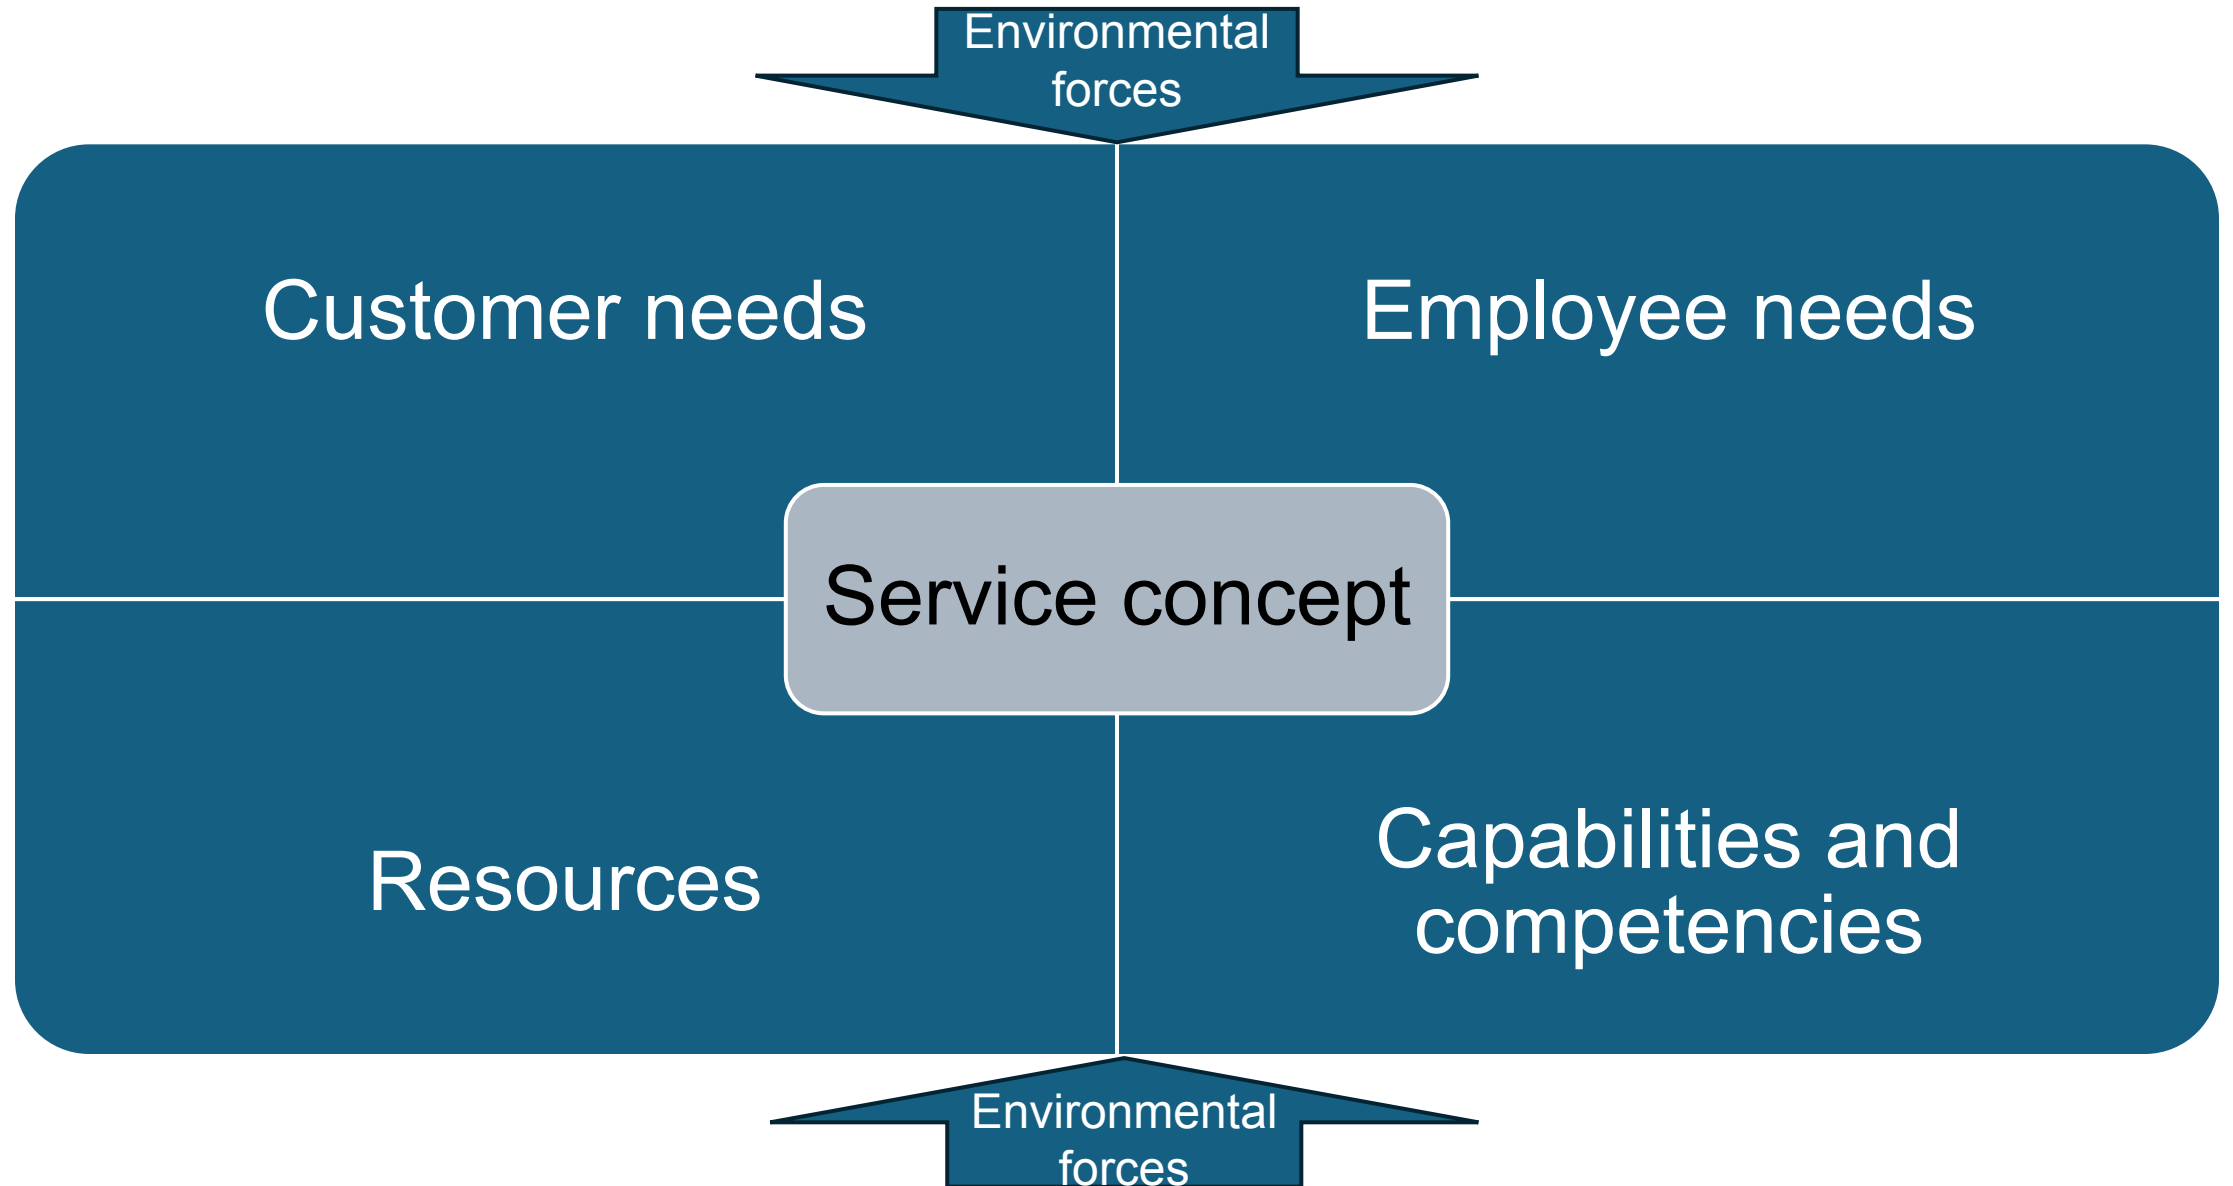 Environmental
forces
Customer needs
Employee needs
Service concept
Resources
Capabilities and
competencies
Environmental
forces